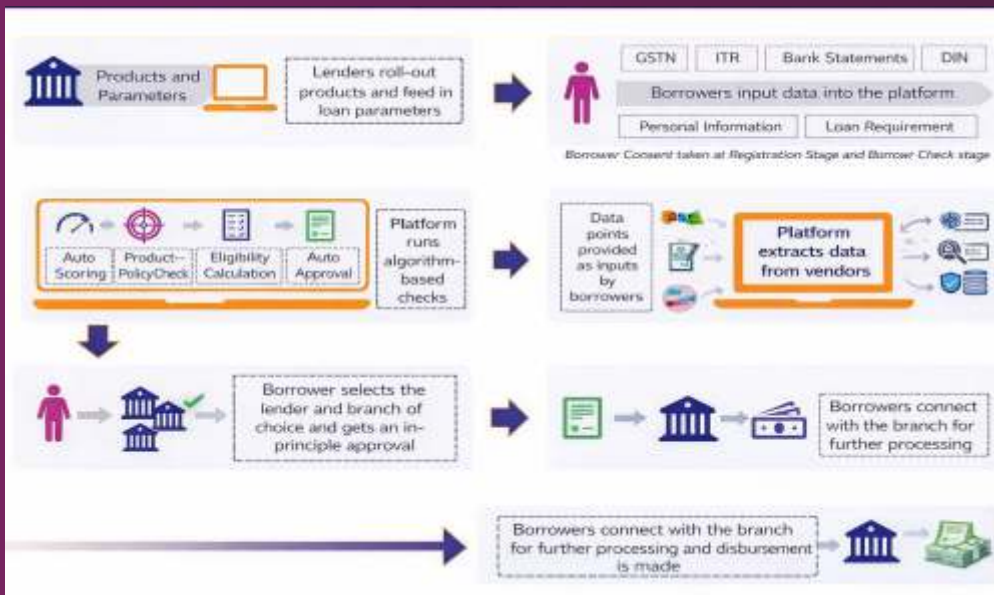 Products and
Parameters
Lenders roll-out
products and feed in
loan parameters
GSTN
ITR
Bank Statements
DIN
Borrowers input data into the platform
Personal Information
Loan Requirement
Borrower Consent taken at Registration Stage and Borrower Check stage
Auto
Scoring
Product--
PolicyCheck
Eligibility
Calculation
Auto
Approval
Platform
runs
algorithm-
based
checks
Data
points
provided
as inputs
by
borrowers
Platform
extracts data
from vendors
Borrower selects the
lender and branch of
choice and gets an in-
principle approval
Borrowers connect
with the branch for
further processing
Borrowers connect with the branch
for further processing and disbursement
is made